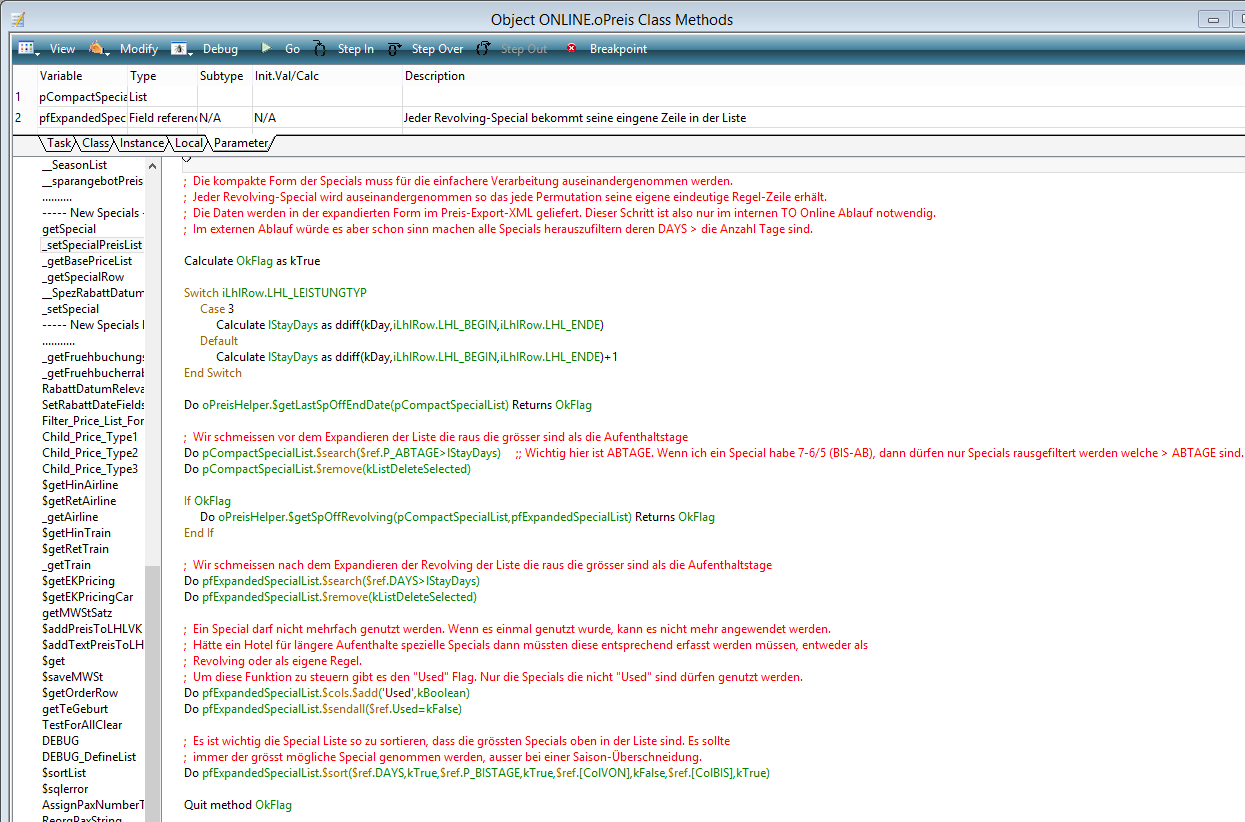 Object ONLINE.oPreis Class Methods
View Modify Debug Go Step In Step Over Step Out Breakpoint
Variable Type Subtype Init.Val/Calc Description
1 pCompactSpecia List
2 pfExpandedSpec Field referen N/A N/A Jeder Revolving-Special bekommt seine eingene Zeile in der Liste
Task Class Instance Local Parameter
__SeasonList
__sparangebotPreis
..........
----- New Specials -
getSpecial
_setSpecialPreisList
_getBasePriceList
_getSpecialRow
__SpezRabattDatum
_setSpecial
----- New Specials
...........
_getFruehbuchungs
_getFruehbucherrab
RabattDatumReleva
SetRabattDateFields
Filter_Price_List_For
Child_Price_Type1
Child_Price_Type2
Child_Price_Type3
$getHinAirline
$getRetAirline
_getAirline
$getHinTrain
$getRetTrain
_getTrain
$getEKPricing
$getEKPricingCar
getMWStSatz
$addPreisToLHLVK
$addTextPreisToLH
$get
$saveMWSt
$getOrderRow
getTeGeburt
TestForAllClear
DEBUG
DEBUG_DefineList
$sortList
$sqlerror
AssignPaxNumberT
ReorgPaxString
; Die kompakte Form der Specials muss für die einfachere Verarbeitung auseinandergenommen werden.
; Jeder Revolving-Special wird auseinandergenommen so das jede Permutation seine eigene eindeutige Regel-Zeile erhält.
; Die Daten werden in der expandierten Form im Preis-Export-XML geliefert. Dieser Schritt ist also nur im internen TO Online Ablauf notwendig.
; Im externen Ablauf würde es aber schon sinn machen alle Specials herauszufiltern deren DAYS > die Anzahl Tage sind.
Calculate OkFlag as kTrue
Switch iLhlRow.LHL_LEISTUNGTYP
Case 3
Calculate lStayDays as ddiff(kDay,iLhlRow.LHL_BEGIN,iLhlRow.LHL_ENDE)
Default
Calculate lStayDays as ddiff(kDay,iLhlRow.LHL_BEGIN,iLhlRow.LHL_ENDE)+1
End Switch
Do oPreisHelper.$getLastSpOffEndDate(pCompactSpecialList) Returns OkFlag
; Wir schmeissen vor dem Expandieren der Liste die raus die grösser sind als die Aufenthaltstage
Do pCompactSpecialList.$search($ref.P_ABTAGE>lStayDays) ;; Wichtig hier ist ABTAGE. Wenn ich ein Special habe 7-6/5 (BIS-AB), dann dürfen nur Specials rausgefiltert werden welche > ABTAGE sind.
Do pCompactSpecialList.$remove(kListDeleteSelected)
If OkFlag
Do oPreisHelper.$getSpOffRevolving(pCompactSpecialList,pfExpandedSpecialList) Returns OkFlag
End If
; Wir schmeissen nach dem Expandieren der Revolving der Liste die raus die grösser sind als die Aufenthaltstage
Do pfExpandedSpecialList.$search($ref.DAYS>lStayDays)
Do pfExpandedSpecialList.$remove(kListDeleteSelected)
; Ein Special darf nicht mehrfach genutzt werden. Wenn es einmal genutzt wurde, kann es nicht mehr angewendet werden.
; Hätte ein Hotel für längere Aufenthalte spezielle Specials dann müssten diese entsprechend erfasst werden müssen, entweder als
; Revolving oder als eigene Regel.
; Um diese Funktion zu steuern gibt es den "Used" Flag. Nur die Specials die nicht "Used" sind dürfen genutzt werden.
Do pfExpandedSpecialList.$cols.$add('Used',kBoolean)
Do pfExpandedSpecialList.$sendall($ref.Used=kFalse)
; Es ist wichtig die Special Liste so zu sortieren, dass die grössten Specials oben in der Liste sind. Es sollte
; immer der grösst mögliche Special genommen werden, ausser bei einer Saison-Überschneidung.
Do pfExpandedSpecialList.$sort($ref.DAYS,kTrue,$ref.P_BISTAGE,kTrue,$ref.[ColVON],kFalse,$ref.[ColBIS],kTrue)
Quit method OkFlag